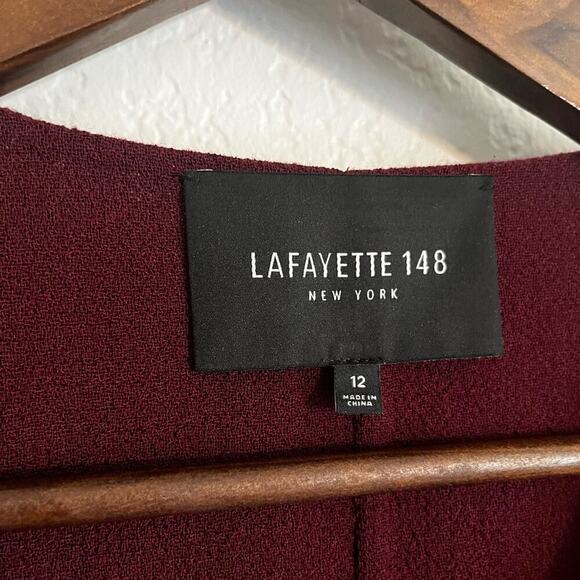 LAFAYETTE 148
NEW YORK
12
MADE IN
CHINA